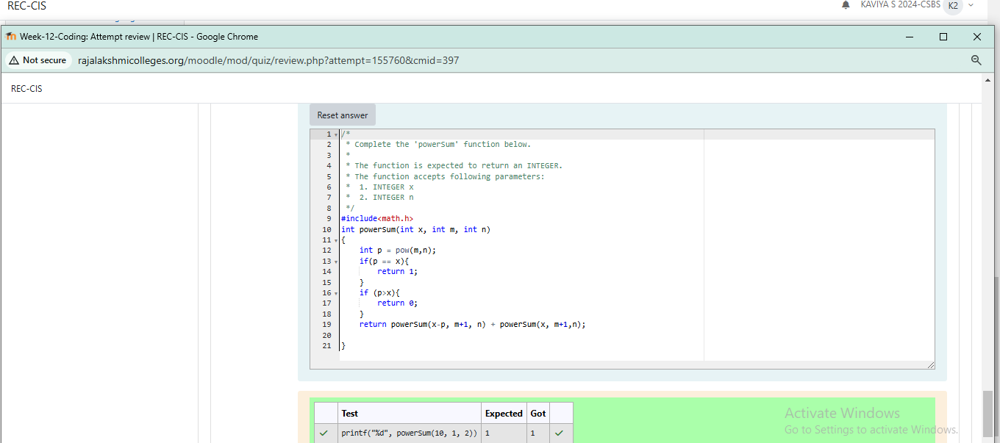 REC-CIS
KAVIYA S 2024-CSBS K2
Week-12-Coding: Attempt review | REC-CIS - Google Chrome
Not secure rajalakshmicolleges.org/moodle/mod/quiz/review.php?attempt=155760&cmid=397
REC-CIS
Reset answer
1 /*
2 * Complete the 'powerSum' function below.
3 *
4 * The function is expected to return an INTEGER.
5 * The function accepts following parameters:
6 * 1. INTEGER x
7 * 2. INTEGER n
8 */
9 #include<math.h>
10 int powerSum(int x, int m, int n)
11 {
12 int p = pow(m,n);
13 if(p == x){
14 return 1;
15 }
16 if (p>x){
17 return 0;
18 }
19 return powerSum(x-p, m+1, n) + powerSum(x, m+1,n);
20
21 }
Test Expected Got
printf("%d", powerSum(10, 1, 2)) 1 1
Activate Windows
Go to Settings to activate Windows.